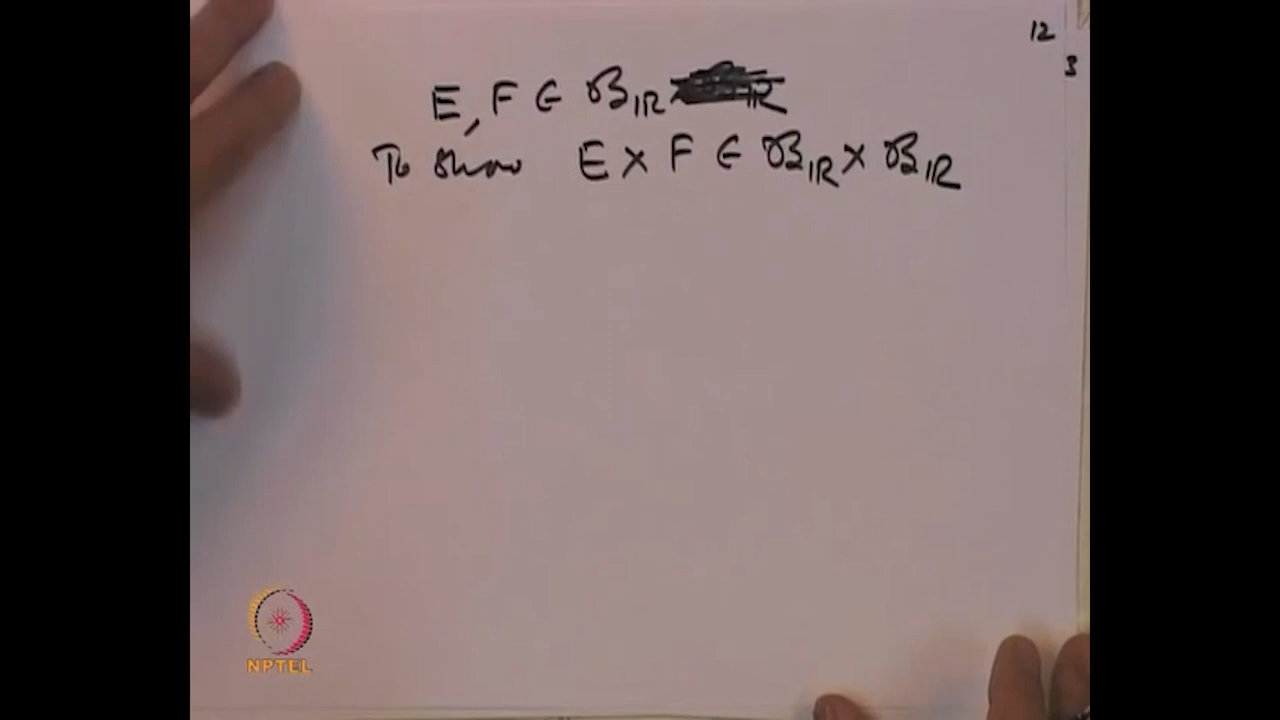 12
3
E, F ∈ ℬ_ℝ
To show E × F ∈ ℬ_ℝ × ℬ_ℝ
NPTEL